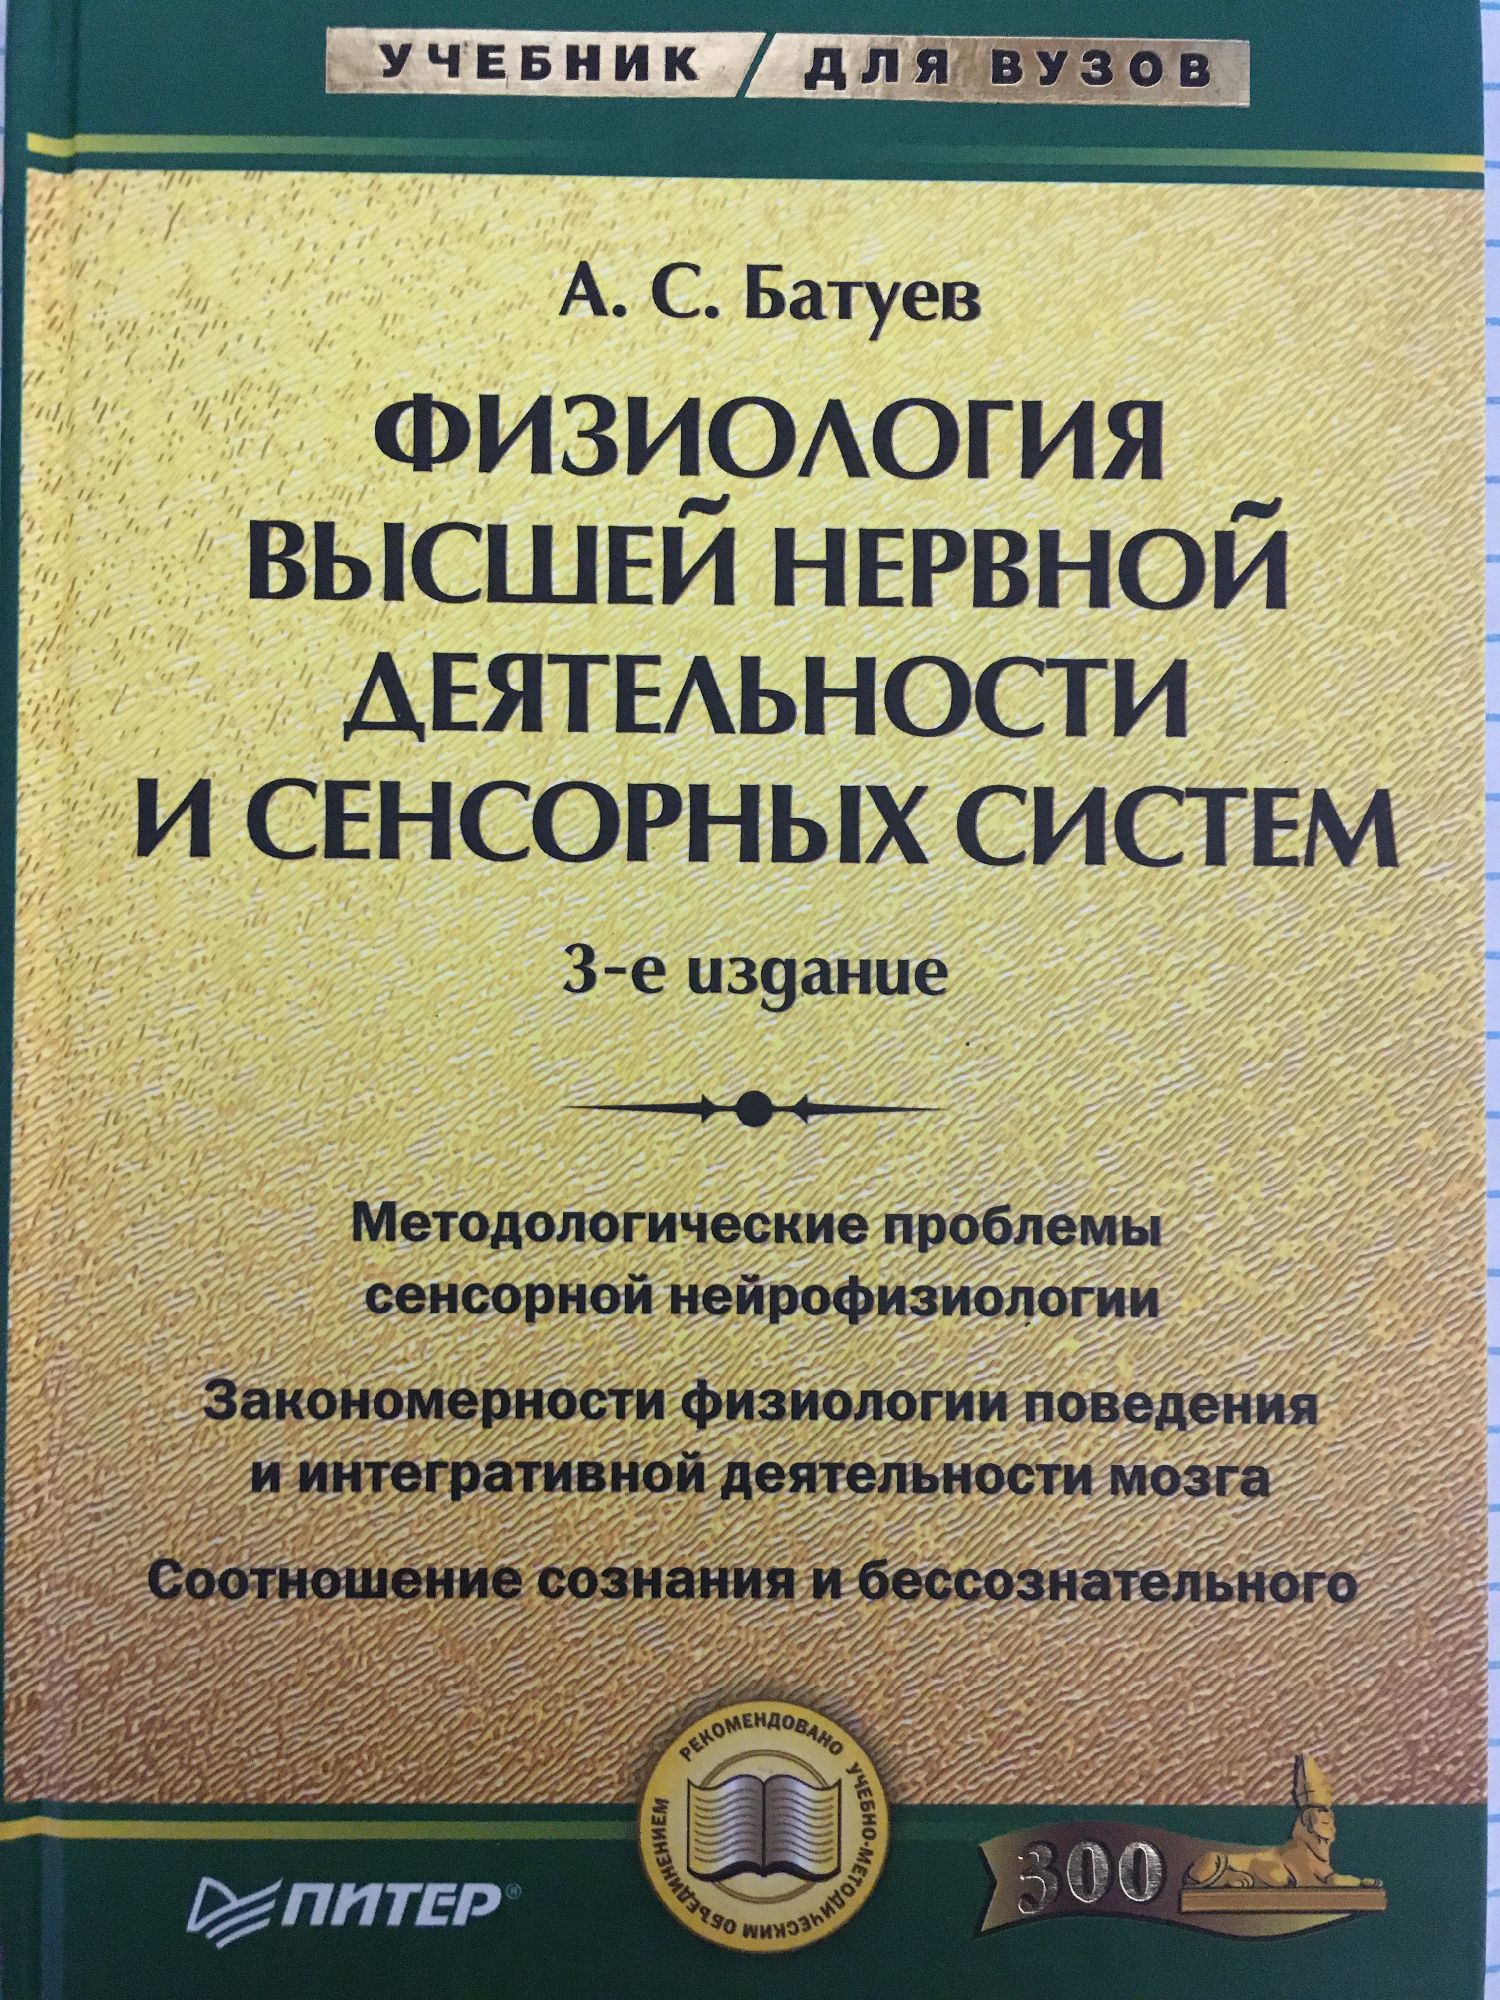 УЧЕБНИК / ДЛЯ ВУЗОВ
А. С. Батуев
ФИЗИОЛОГИЯ
ВЫСШЕЙ НЕРВНОЙ
ДЕЯТЕЛЬНОСТИ
И СЕНСОРНЫХ СИСТЕМ
3-е издание
Методологические проблемы
сенсорной нейрофизиологии
Закономерности физиологии поведения
и интегративной деятельности мозга
Соотношение сознания и бессознательного
РЕКОМЕНДОВАНО УЧЕБНО-МЕТОДИЧЕСКИМ ОБЪЕДИНЕНИЕМ
ПИТЕР®
300